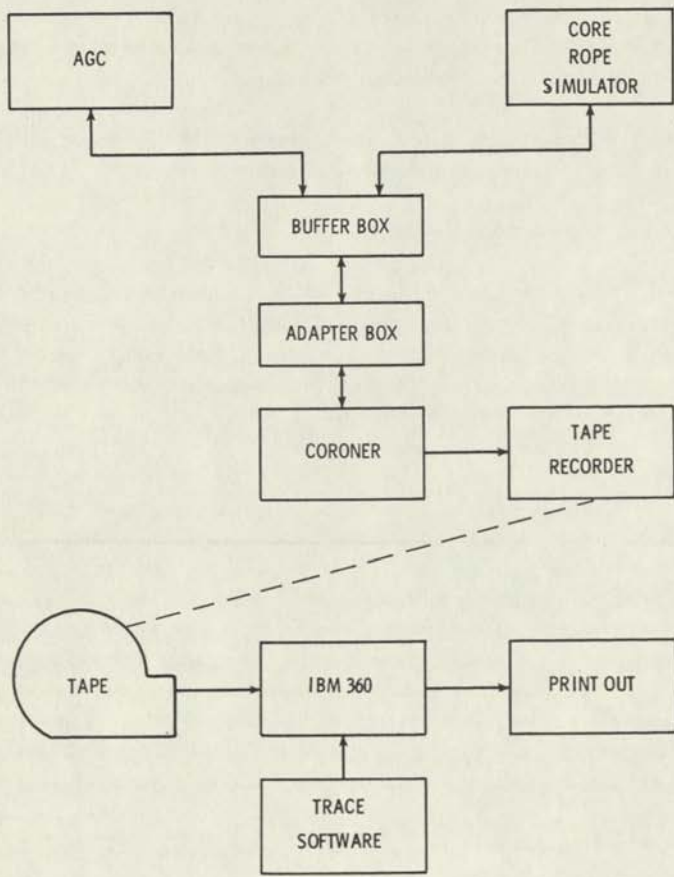 AGC
CORE
ROPE
SIMULATOR
BUFFER BOX
ADAPTER BOX
CORONER
TAPE
RECORDER
TAPE
IBM 360
PRINT OUT
TRACE
SOFTWARE